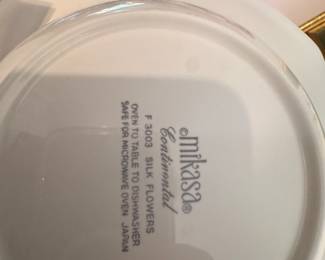 ©mikasa®
Continental
F 3003 SILK FLOWERS
OVEN TO TABLE TO DISHWASHER
SAFE FOR MICROWAVE OVEN JAPAN